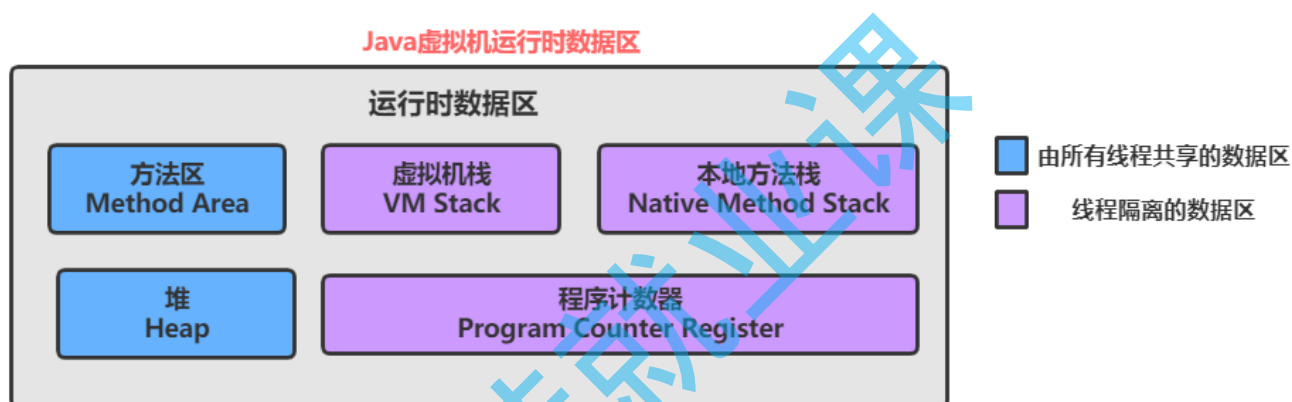 Java虚拟机运行时数据区
运行时数据区
方法区
Method Area
虚拟机栈
VM Stack
本地方法栈
Native Method Stack
堆
Heap
程序计数器
Program Counter Register
由所有线程共享的数据区
线程隔离的数据区
就业课